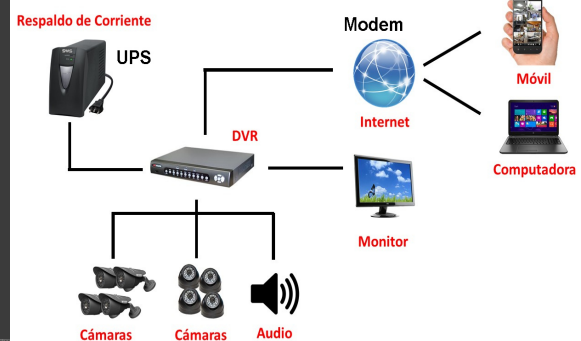 Respaldo de Corriente
UPS
Modem
Móvil
Internet
DVR
Computadora
Monitor
Cámaras
Cámaras
Audio